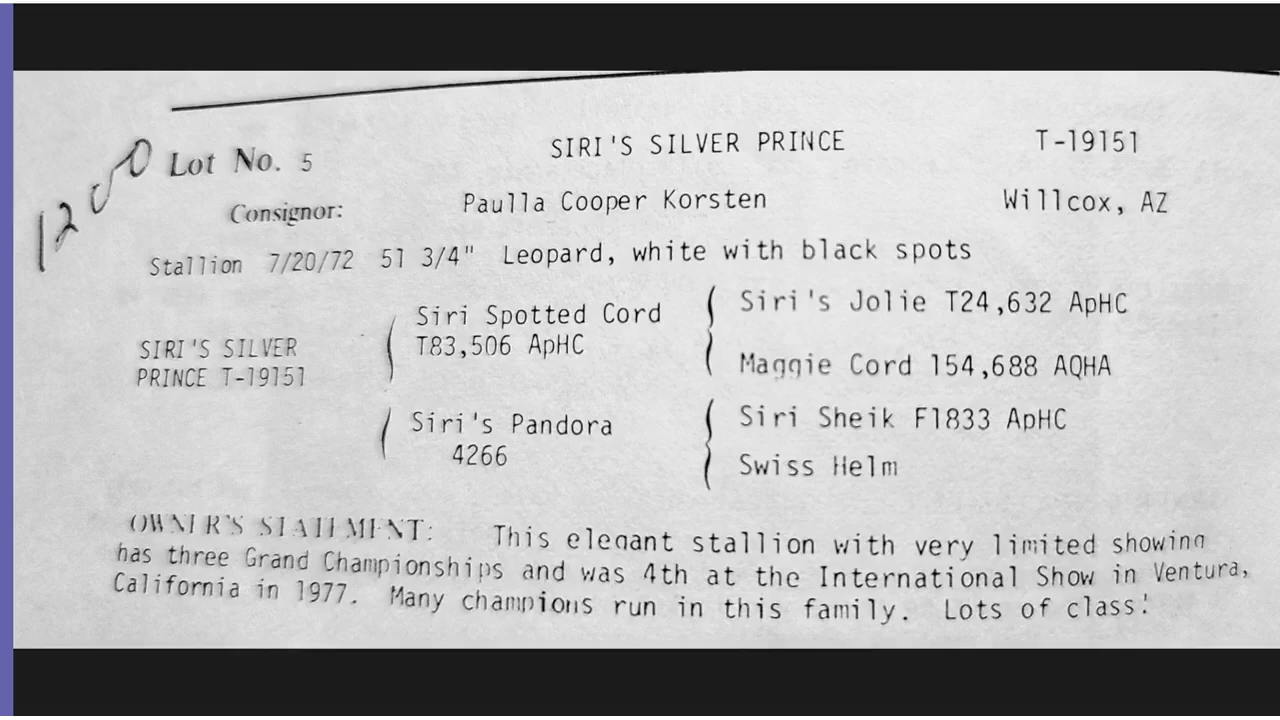 1200
Lot No. 5 SIRI'S SILVER PRINCE T-19151
Consignor: Paulla Cooper Korsten Willcox, AZ
Stallion 7/20/72 51 3/4" Leopard, white with black spots
Siri Spotted Cord
T83,506 ApHC
Siri's Jolie T24,632 ApHC
Maggie Cord 154,688 AQHA
SIRI'S SILVER
PRINCE T-19151
Siri's Pandora
4266
Siri Sheik F1833 ApHC
Swiss Helm
OWNER'S STATEMENT: This elegant stallion with very limited showing
has three Grand Championships and was 4th at the International Show in Ventura,
California in 1977. Many champions run in this family. Lots of class!